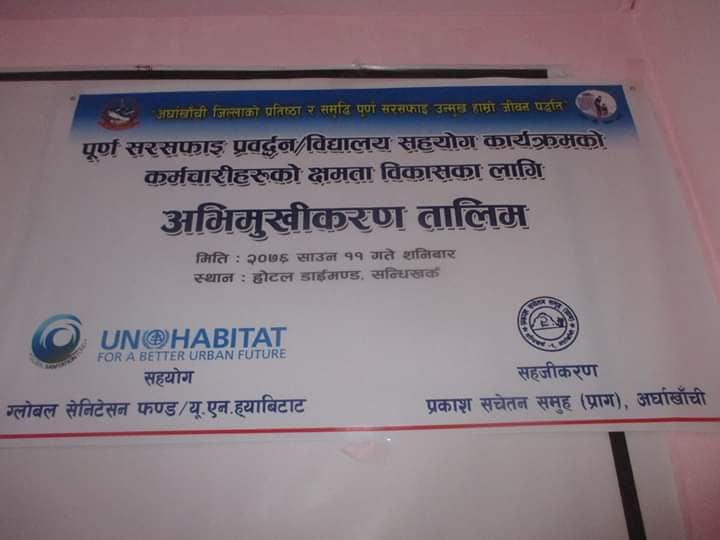 "अर्घाखाँची जिल्लाको प्रतिष्ठा र समृद्धि पूर्ण सरसफाइ उन्मुख हाम्रो जीवन पर्द्धति"
पूर्ण सरसफाइ प्रवर्द्धन/विद्यालय सहयोग कार्यक्रमको
कर्मचारीहरुको क्षमता विकासका लागि
अभिमुखीकरण तालिम
मिति : २०७६ साउन ११ गते शनिबार
स्थान : होटल डाईमण्ड, सन्धिखर्क
UN HABITAT
FOR A BETTER URBAN FUTURE
सहयोग
ग्लोबल सेनिटेसन फण्ड/यू.एन.ह्याबिटाट
सहजीकरण
प्रकाश सचेतन समुह (प्राग), अर्घाखाँची